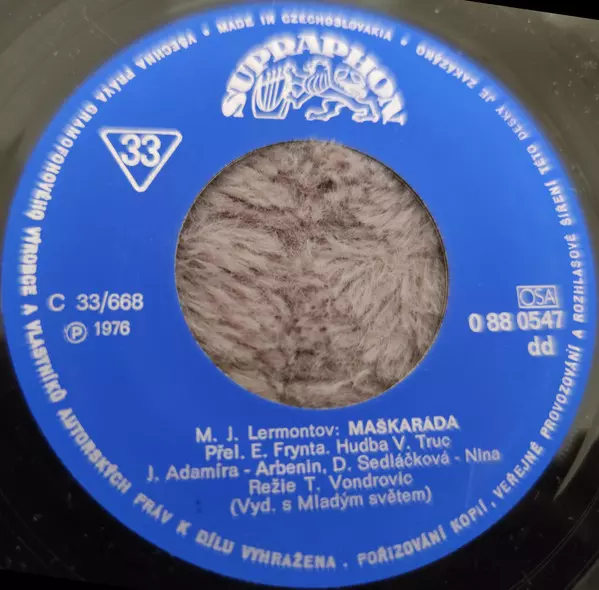 MADE IN CZECHOSLOVAKIA • VŠECHNA PRÁVA GRAMOFONOVÉHO VÝROBCE A VLASTNÍKŮ AUTORSKÝCH PRÁV K DÍLU VYHRAŽENA. POŘIZOVÁNÍ KOPIÍ, VEŘEJNÉ PROVOZOVÁNÍ A ROZHLASOVÉ ŠÍŘENÍ TÉTO DESKY JE ZAKÁZÁNO •
SUPRAPHON
33
C 33/668
Ⓟ 1976
OSA
0 88 0547
dd
M. J. Lermontov: MAŠKARÁDA
Přel. E. Frynta. Hudba V. Truc
J. Adamíra - Arbenin, D. Sedláčková - Nina
Režie T. Vondrovic
(Vyd. s Mladým světem)